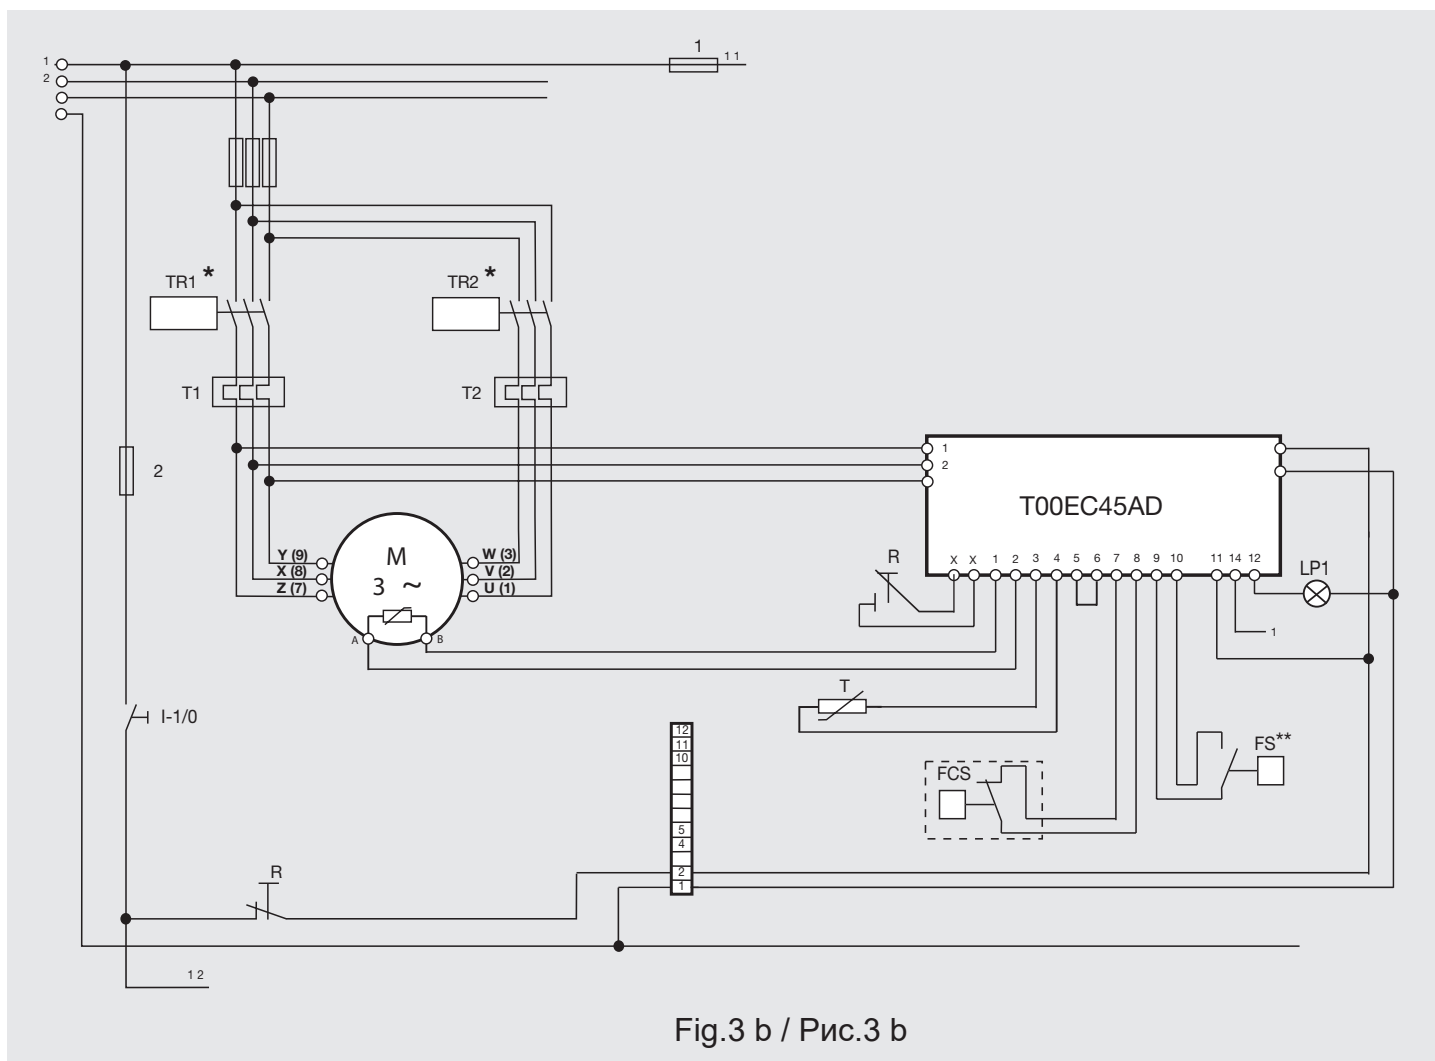 1
1 1
1
2
TR1 *
TR2 *
T1
T2
2
1
2
T00EC45AD
M
3 ~
Y (9)
X (8)
Z (7)
W (3)
V (2)
U (1)
A
B
R
X X 1 2 3 4 5 6 7 8 9 10 11 14 12
LP1
1
T
I-1/0
12
11
10
5
4
2
1
FCS
FS**
R
1 2
Fig.3 b / Рис.3 b